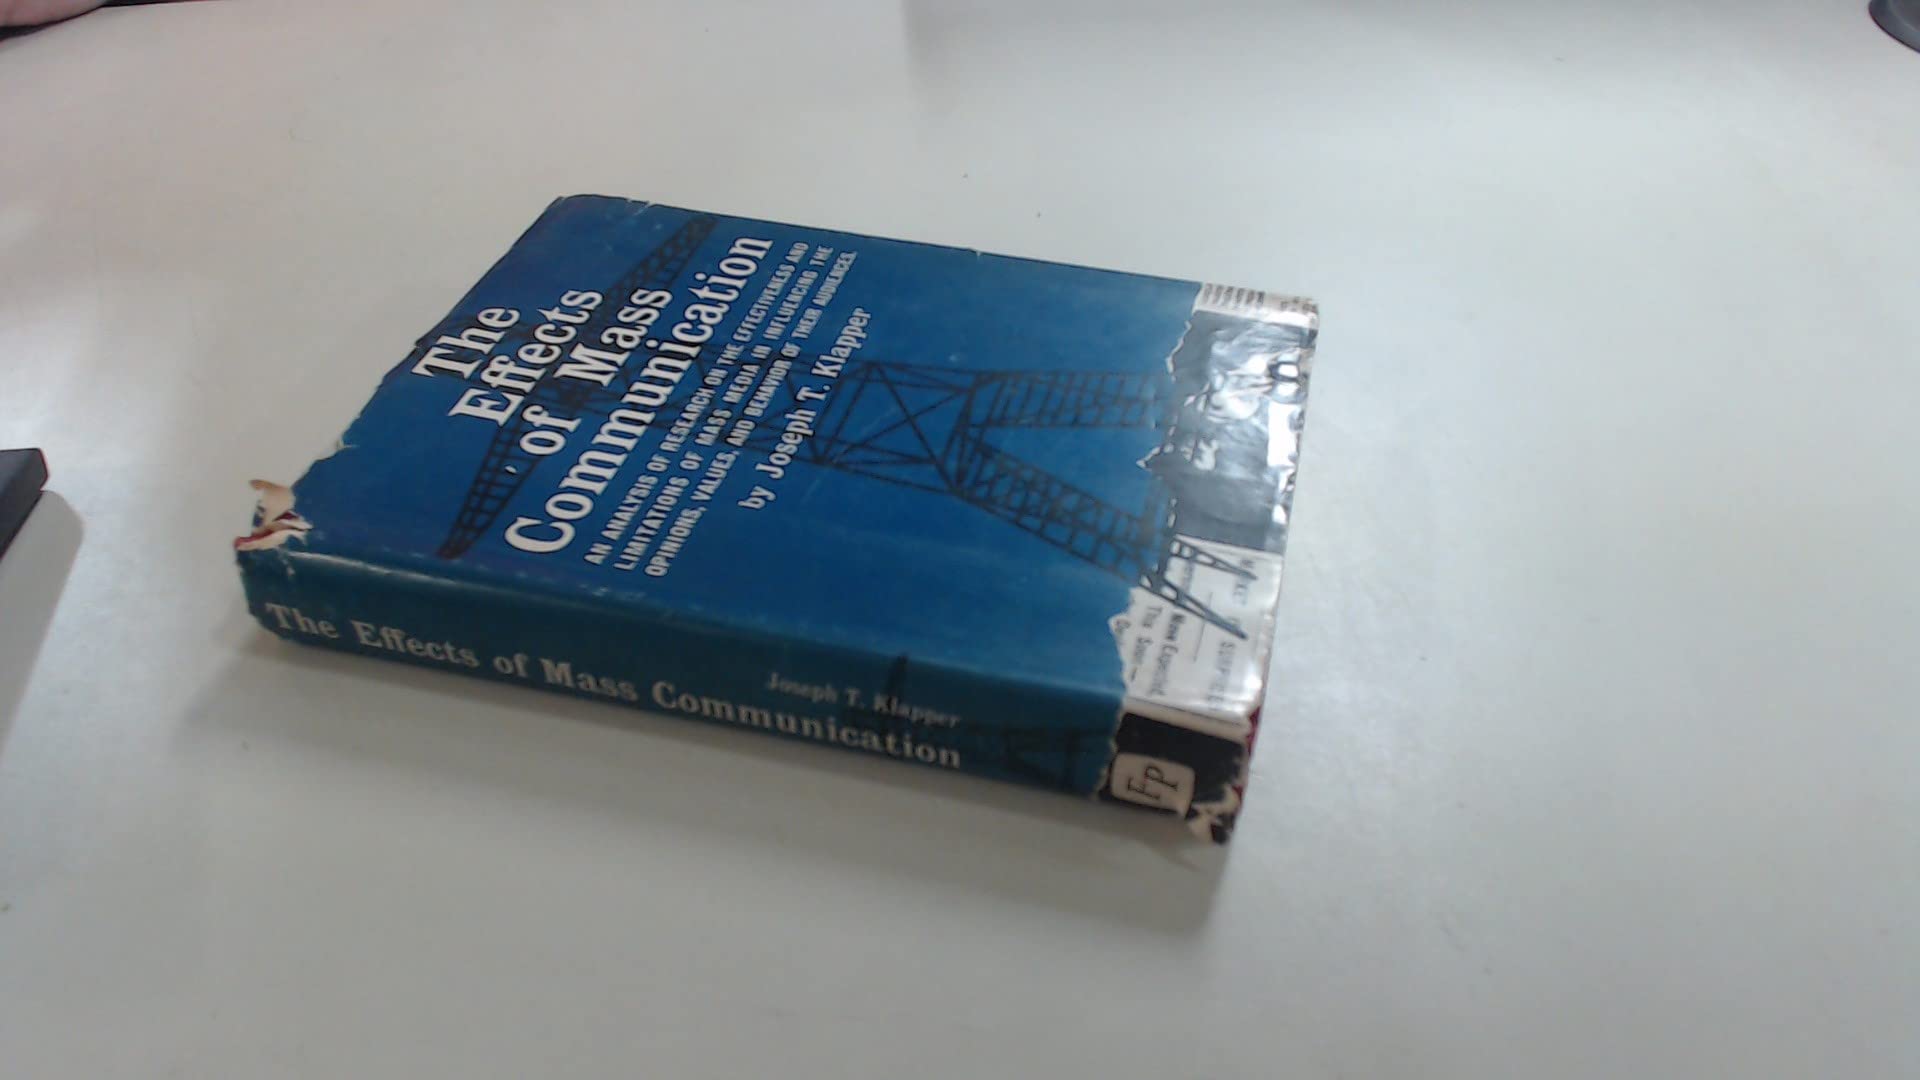 The
Effects
of Mass
Communication
AN ANALYSIS OF RESEARCH ON THE EFFECTIVENESS AND
LIMITATIONS OF MASS MEDIA IN INFLUENCING THE
OPINIONS, VALUES, AND BEHAVIOR OF THEIR AUDIENCES.
by Joseph T. Klapper
The Effects of Mass Communication
Joseph T. Klapper
FP